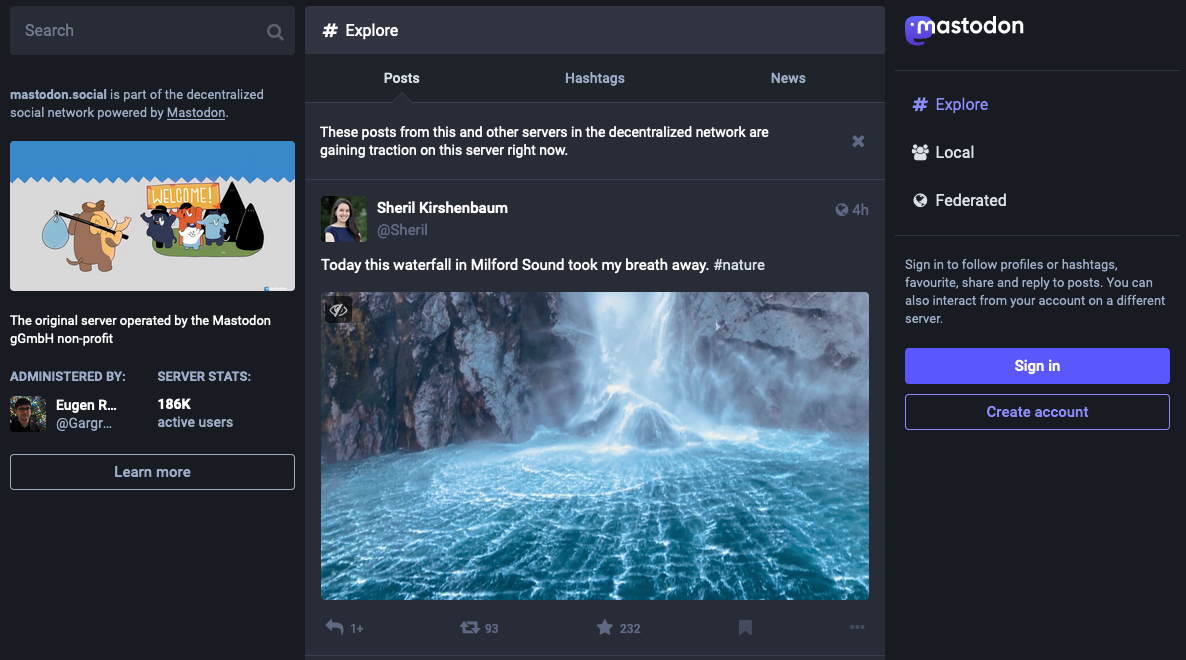 Search
mastodon.social is part of the decentralized
social network powered by Mastodon.
WELCOME!
The original server operated by the Mastodon
gGmbH non-profit
ADMINISTERED BY:
Eugen R...
@Gargr...
SERVER STATS:
186K
active users
Learn more
# Explore
Posts
Hashtags
News
These posts from this and other servers in the decentralized network are
gaining traction on this server right now.
Sheril Kirshenbaum
@Sheril
4h
Today this waterfall in Milford Sound took my breath away. #nature
1+
93
232
mastodon
# Explore
Local
Federated
Sign in to follow profiles or hashtags,
favourite, share and reply to posts. You can
also interact from your account on a different
server.
Sign in
Create account